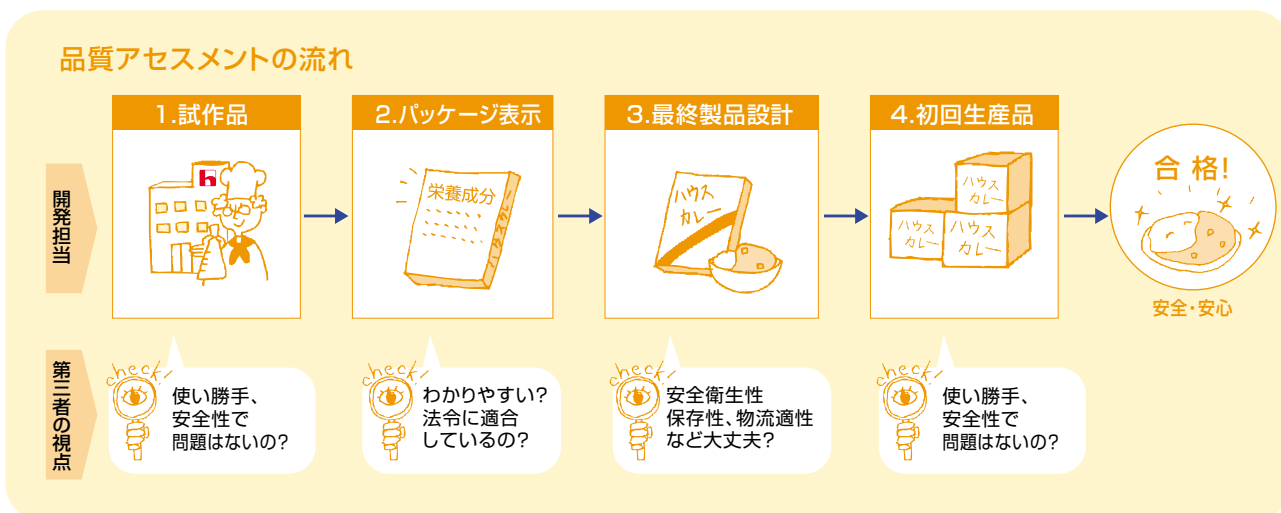 品質アセスメントの流れ
開発担当
1.試作品
2.パッケージ表示
栄養成分
3.最終製品設計
ハウス
カレー
4.初回生産品
ハウス
カレー
ハウス
カレー
ハウス
カレー
合格!
安全・安心
第三者の視点
check!
使い勝手、
安全性で
問題はないの?
check!
わかりやすい?
法令に適合
しているの?
check!
安全衛生性
保存性、物流適性
など大丈夫?
check!
使い勝手、
安全性で
問題はないの?